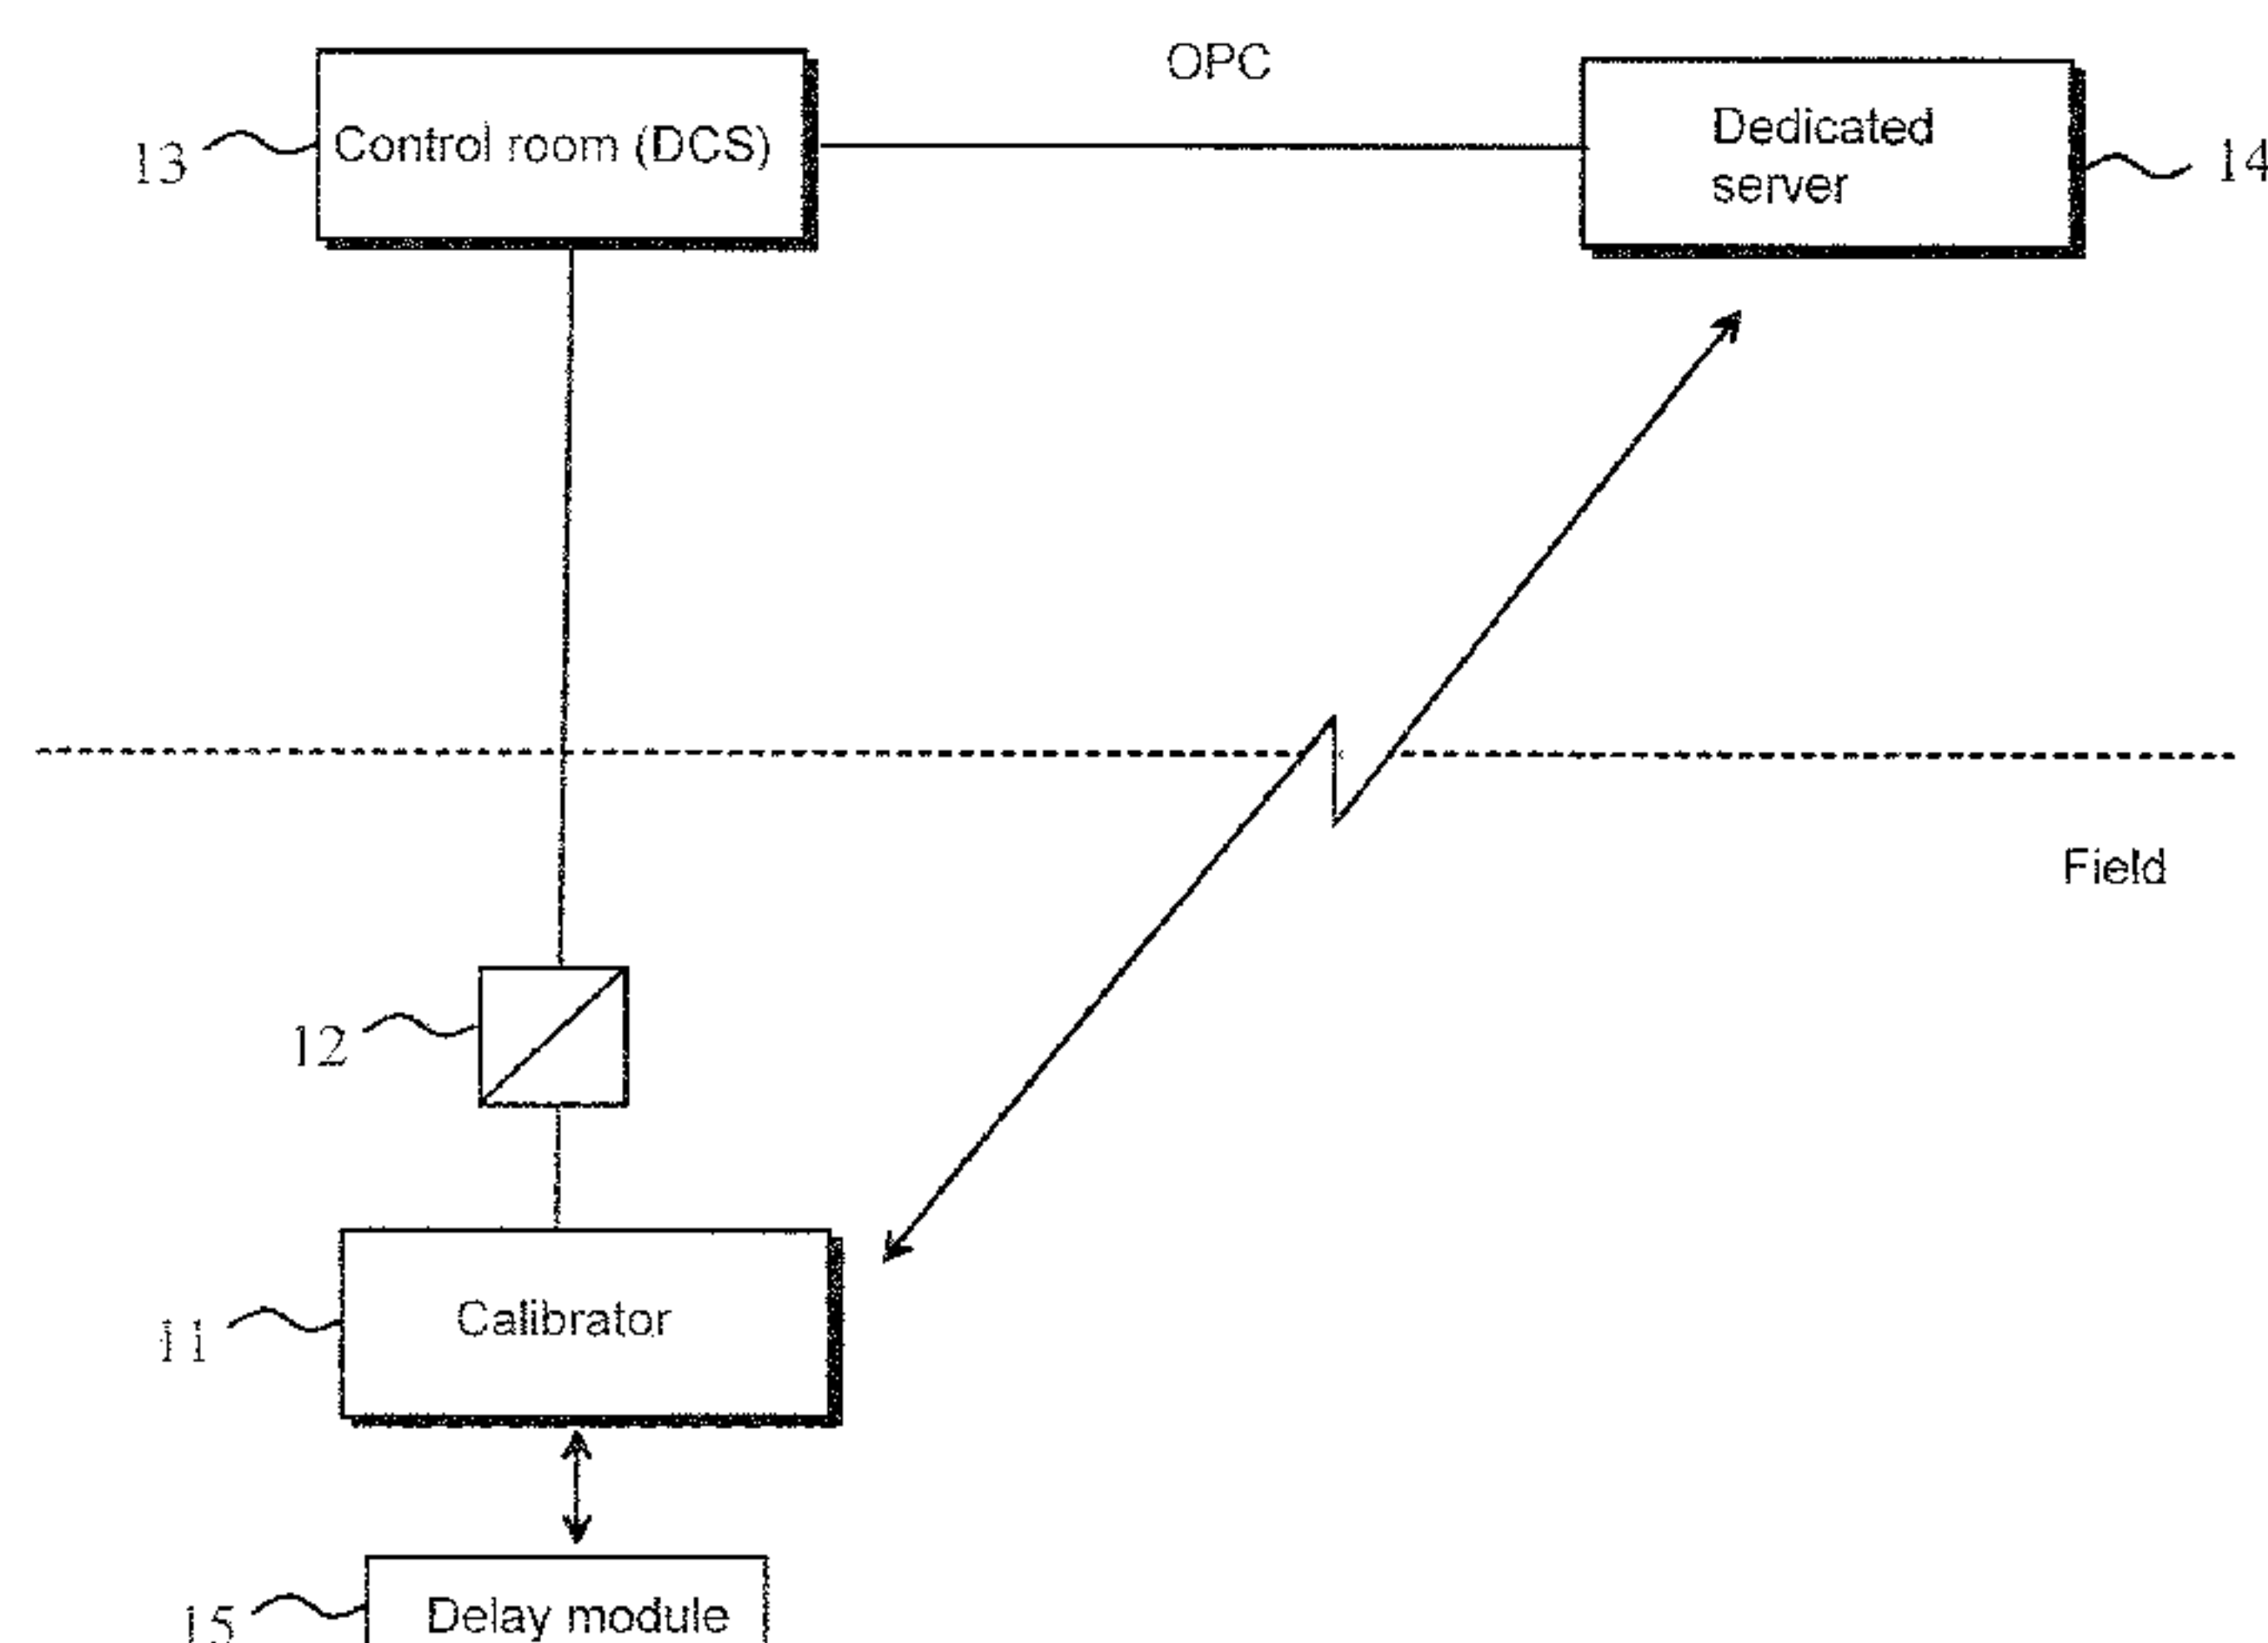 OPC
13
Control room (DCS)
Dedicated
server
14
Field
12
11
Calibrator
15
Delay module